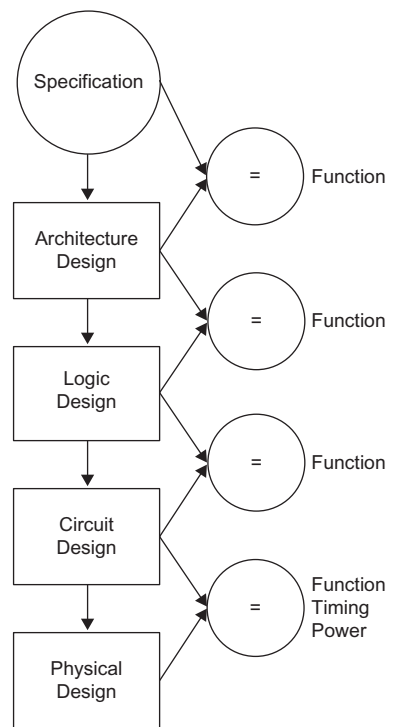 Specification
=
Function
Architecture
Design
=
Function
Logic
Design
=
Function
Circuit
Design
=
Function
Timing
Power
Physical
Design